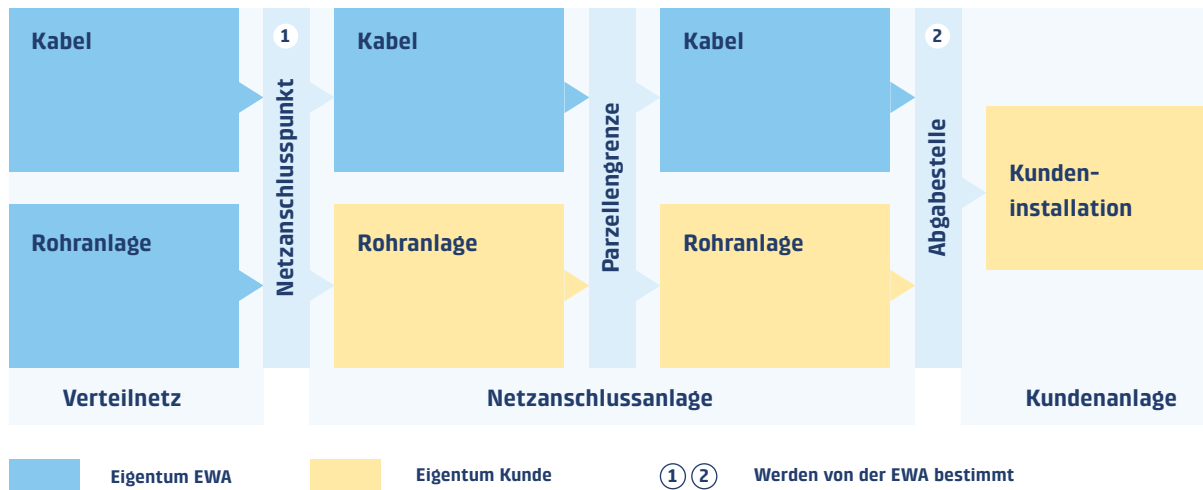 Kabel
①
Netzanschlusspunkt
Kabel
Parzellengrenze
Kabel
②
Abgabestelle
Kunden-
installation
Rohranlage
Rohranlage
Rohranlage
Verteilnetz
Netzanschlussanlage
Kundenanlage
Eigentum EWA
Eigentum Kunde
① ② Werden von der EWA bestimmt